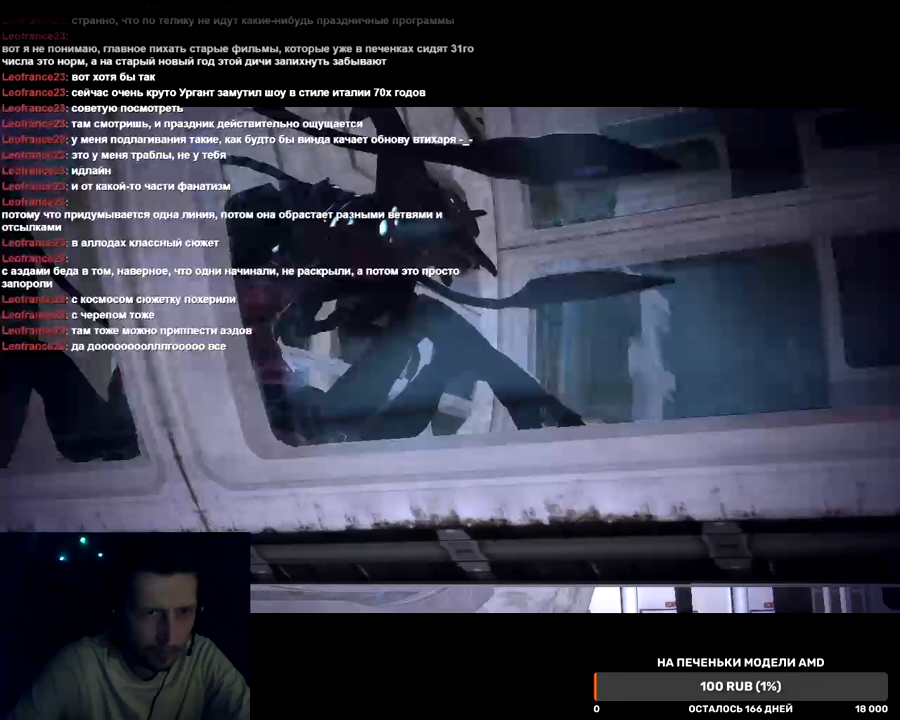 Leofrance23: странно, что по телику не идут какие-нибудь праздничные программы
Leofrance23:
вот я не понимаю, главное пихать старые фильмы, которые уже в печенках сидят 31го
числа это норм, а на старый новый год этой дичи запихнуть забывают
Leofrance23: вот хотя бы так
Leofrance23: сейчас очень круто Ургант замутил шоу в стиле италии 70х годов
Leofrance23: советую посмотреть
Leofrance23: там смотришь, и праздник действительно ощущается
Leofrance23: у меня подлагивания такие, как будто бы винда качает обнову втихаря -_-
Leofrance23: это у меня траблы, не у тебя
Leofrance23: идлайн
Leofrance23: и от какой-то части фанатизм
Leofrance23:
потому что придумывается одна линия, потом она обрастает разными ветвями и
отсылками
Leofrance23: в аллодах классный сюжет
Leofrance23:
с аэдами беда в том, наверное, что одни начинали, не раскрыли, а потом это просто
запороли
Leofrance23: с космосом сюжетку похерили
Leofrance23: с черепом тоже
Leofrance23: там тоже можно приплести аэдов
Leofrance23: да доооооооолллгоооо все
НА ПЕЧЕНЬКИ МОДЕЛИ AMD
100 RUB (1%)
0 ОСТАЛОСЬ 166 ДНЕЙ 18 000